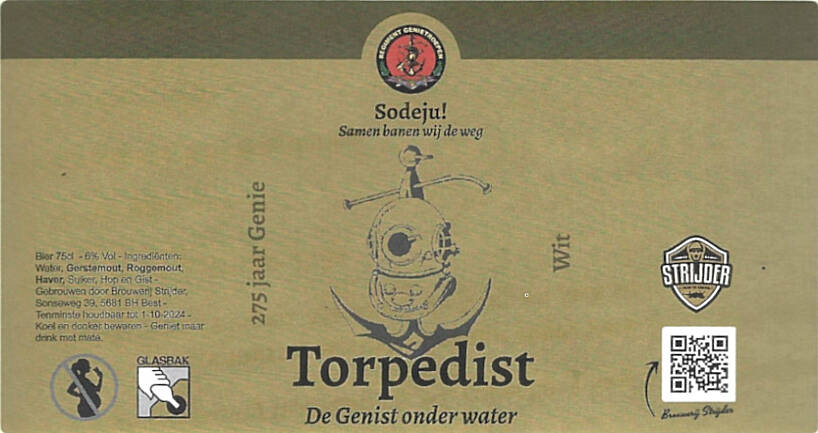 REGIMENT GENIETROEPEN
Sodeju!
Samen banen wij de weg
275 jaar Genie
Wit
Bier 75cl - 6% Vol - Ingrediënten:
Water, Gerstemout, Roggemout,
Haver, Suiker, Hop en Gist -
Gebrouwen door Brouwerij Strijder,
Sonseweg 39, 5681 BH Best -
Tenminste houdbaar tot 1-10-2024 -
Koel en donker bewaren - Geniet maar
drink met mate.
GLASBAK
STRIJDER
Brouwerij Strijder
Torpedist
De Genist onder water